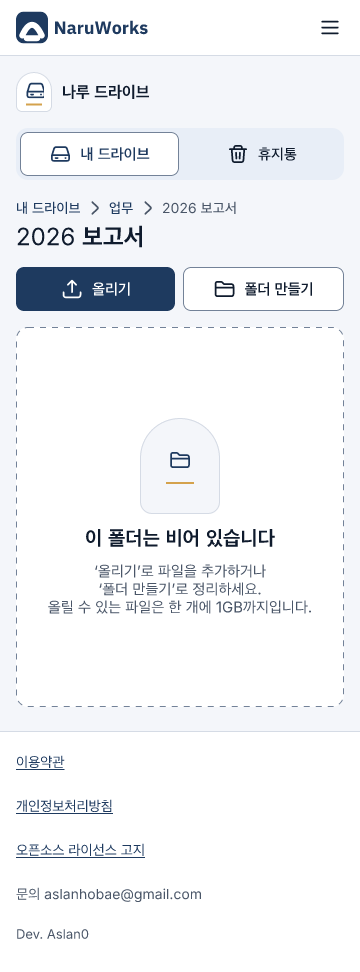 NaruWorks
나루 드라이브
내 드라이브
휴지통
내 드라이브 > 업무 > 2026 보고서
2026 보고서
올리기
폴더 만들기
이 폴더는 비어 있습니다
‘올리기’로 파일을 추가하거나
‘폴더 만들기’로 정리하세요.
올릴 수 있는 파일은 한 개에 1GB까지입니다.
이용약관
개인정보처리방침
오픈소스 라이선스 고지
문의 aslanhobae@gmail.com
Dev. Aslan0